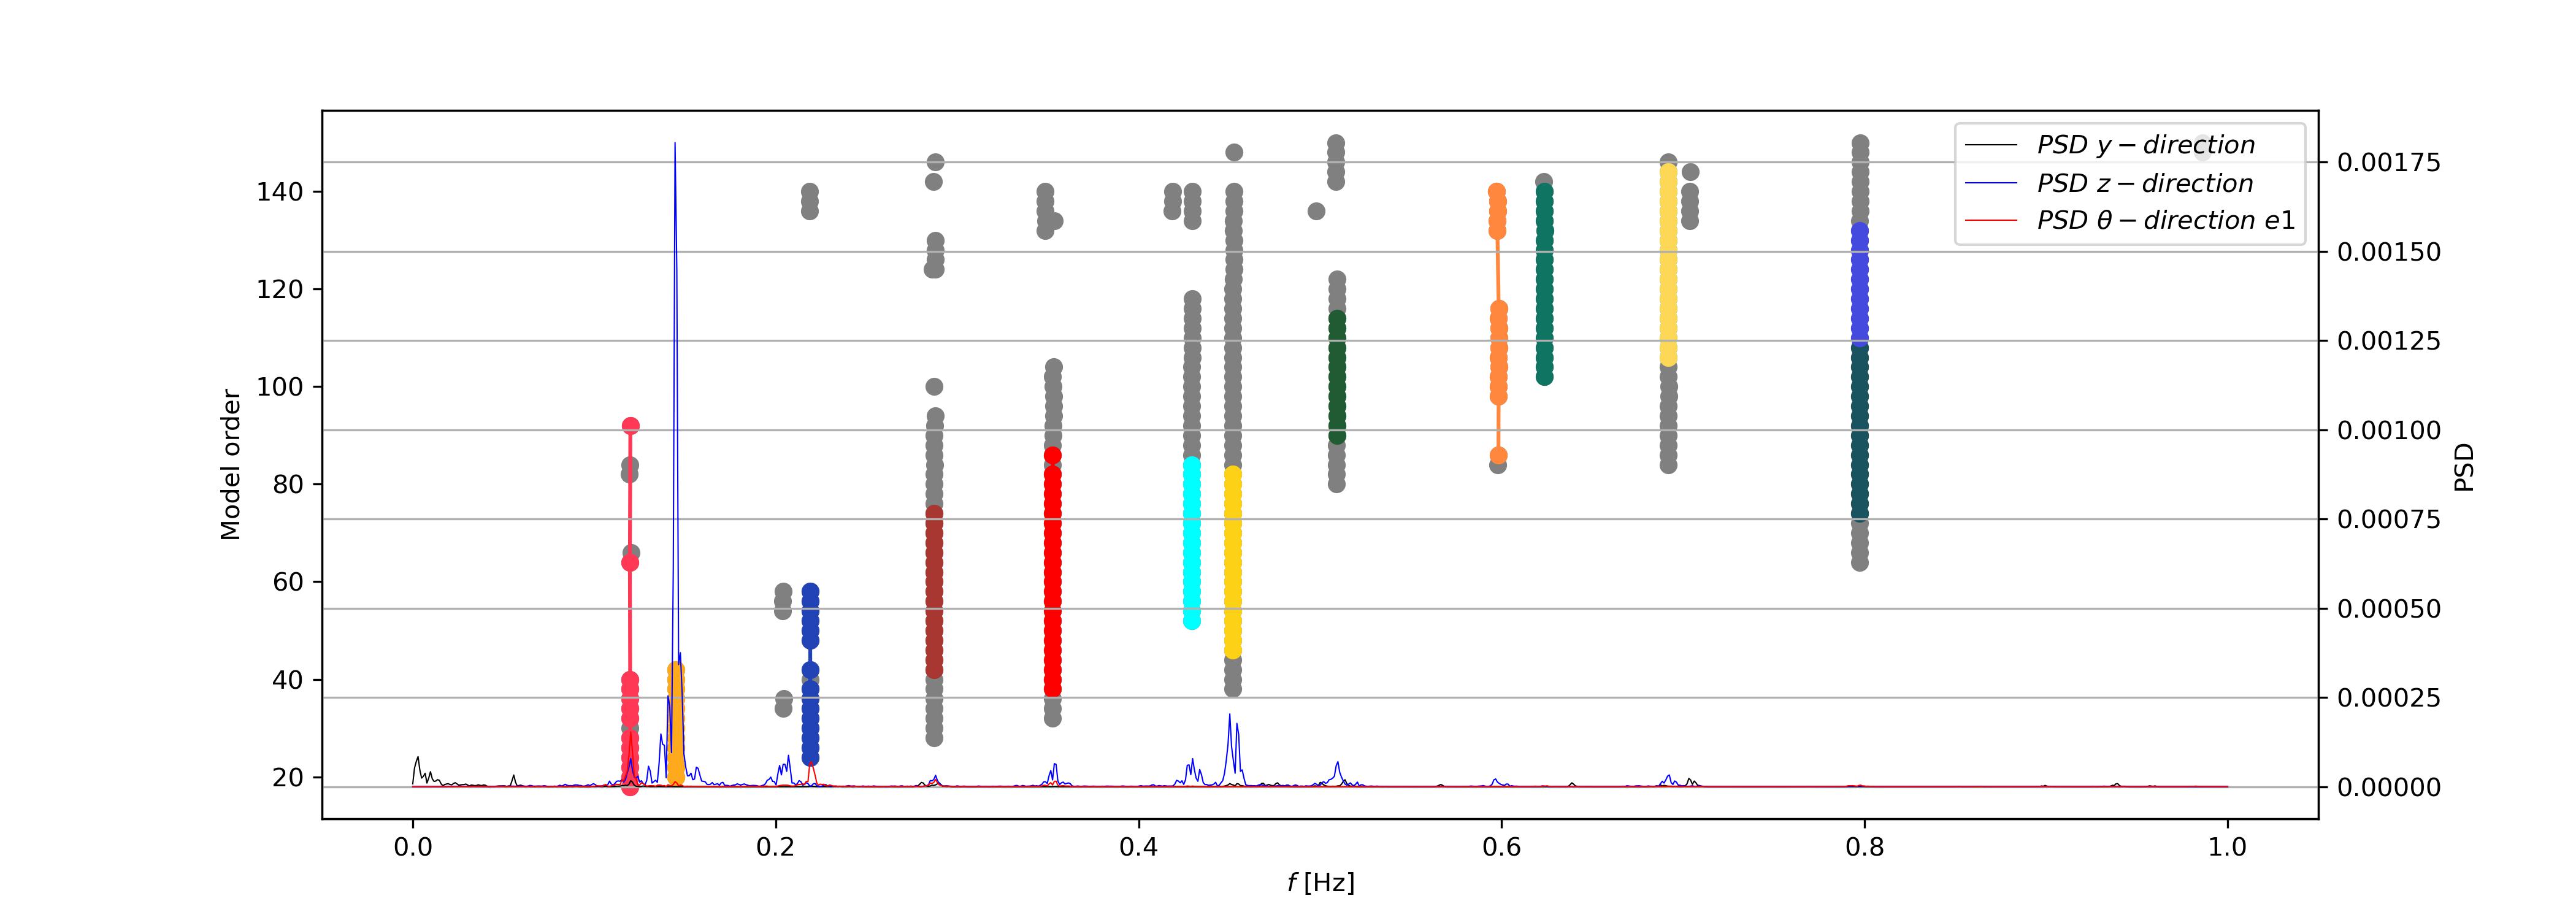 PSD y − direction
PSD z − direction
PSD θ − direction e1
140
120
100
80
60
40
20
Model order
0.00175
0.00150
0.00125
0.00100
0.00075
0.00050
0.00025
0.00000
PSD
0.0 0.2 0.4 0.6 0.8 1.0
f [Hz]